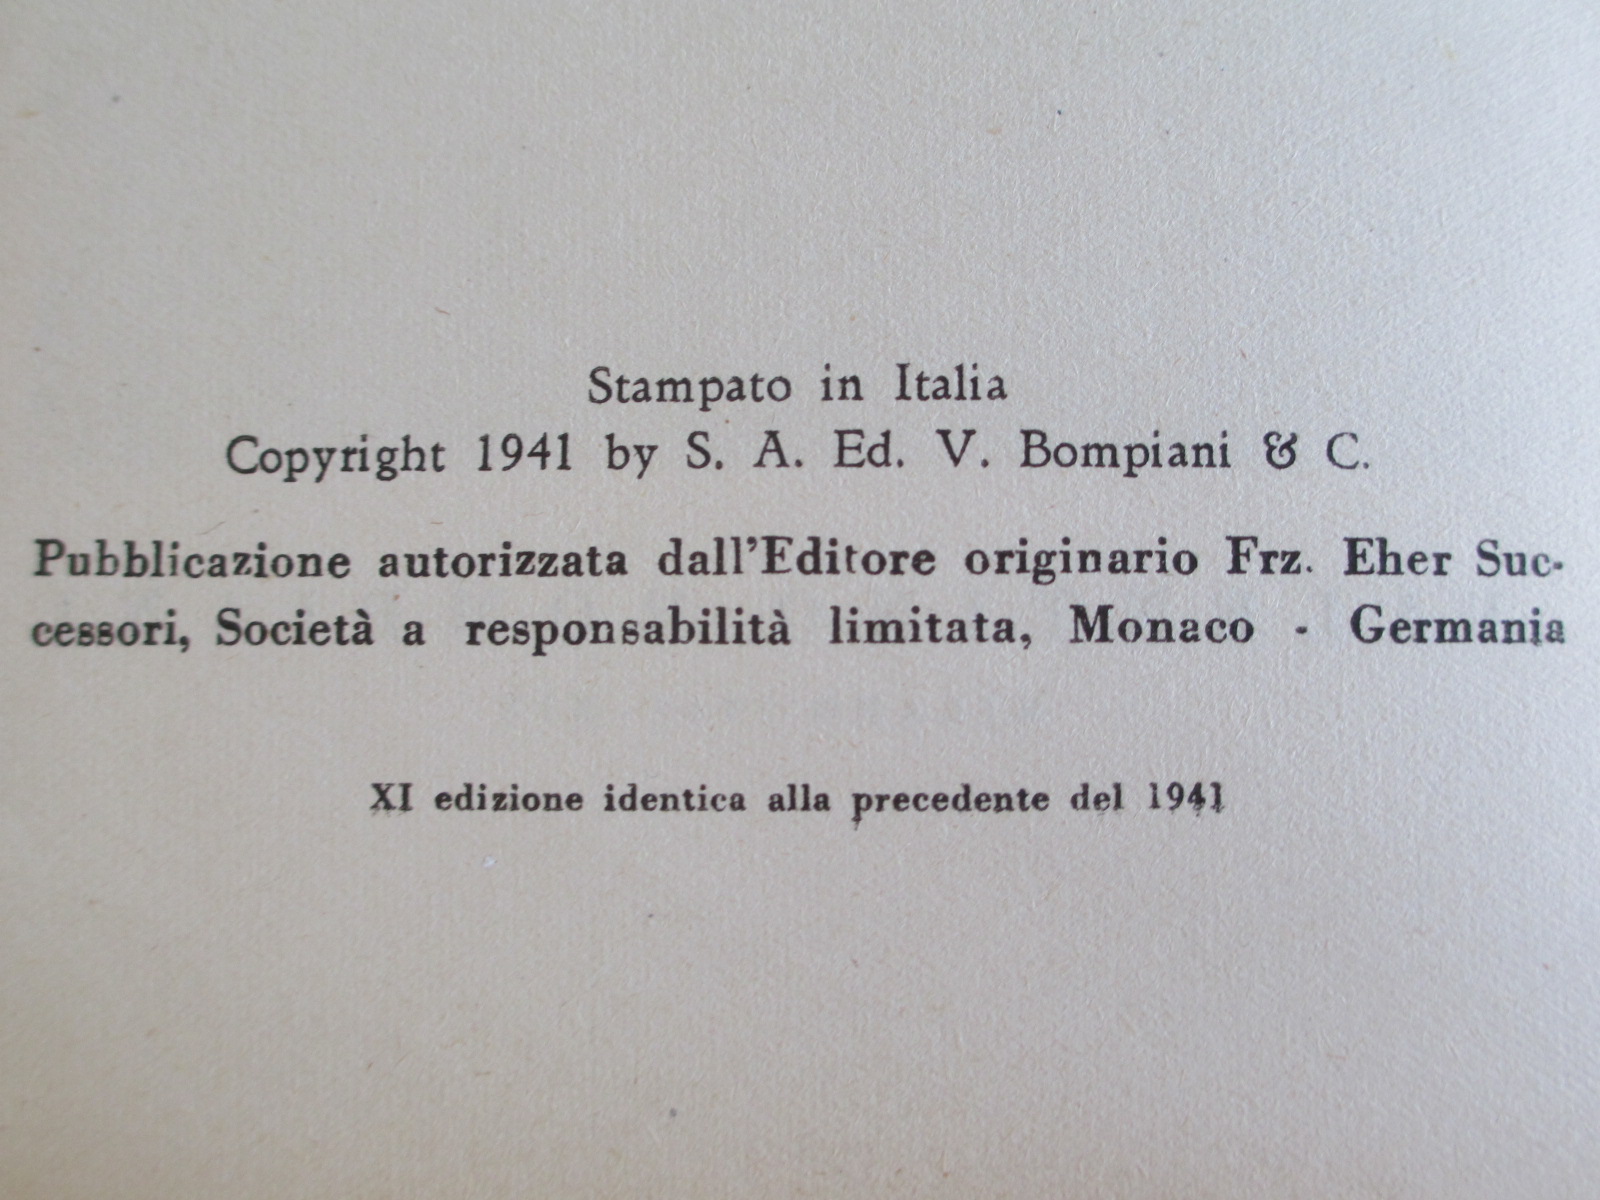 Stampato in Italia
Copyright 1941 by S. A. Ed. V. Bompiani & C.
Pubblicazione autorizzata dall'Editore originario Frz. Eher Suc-
cessori, Società a responsabilità limitata, Monaco - Germania
XI edizione identica alla precedente del 1941